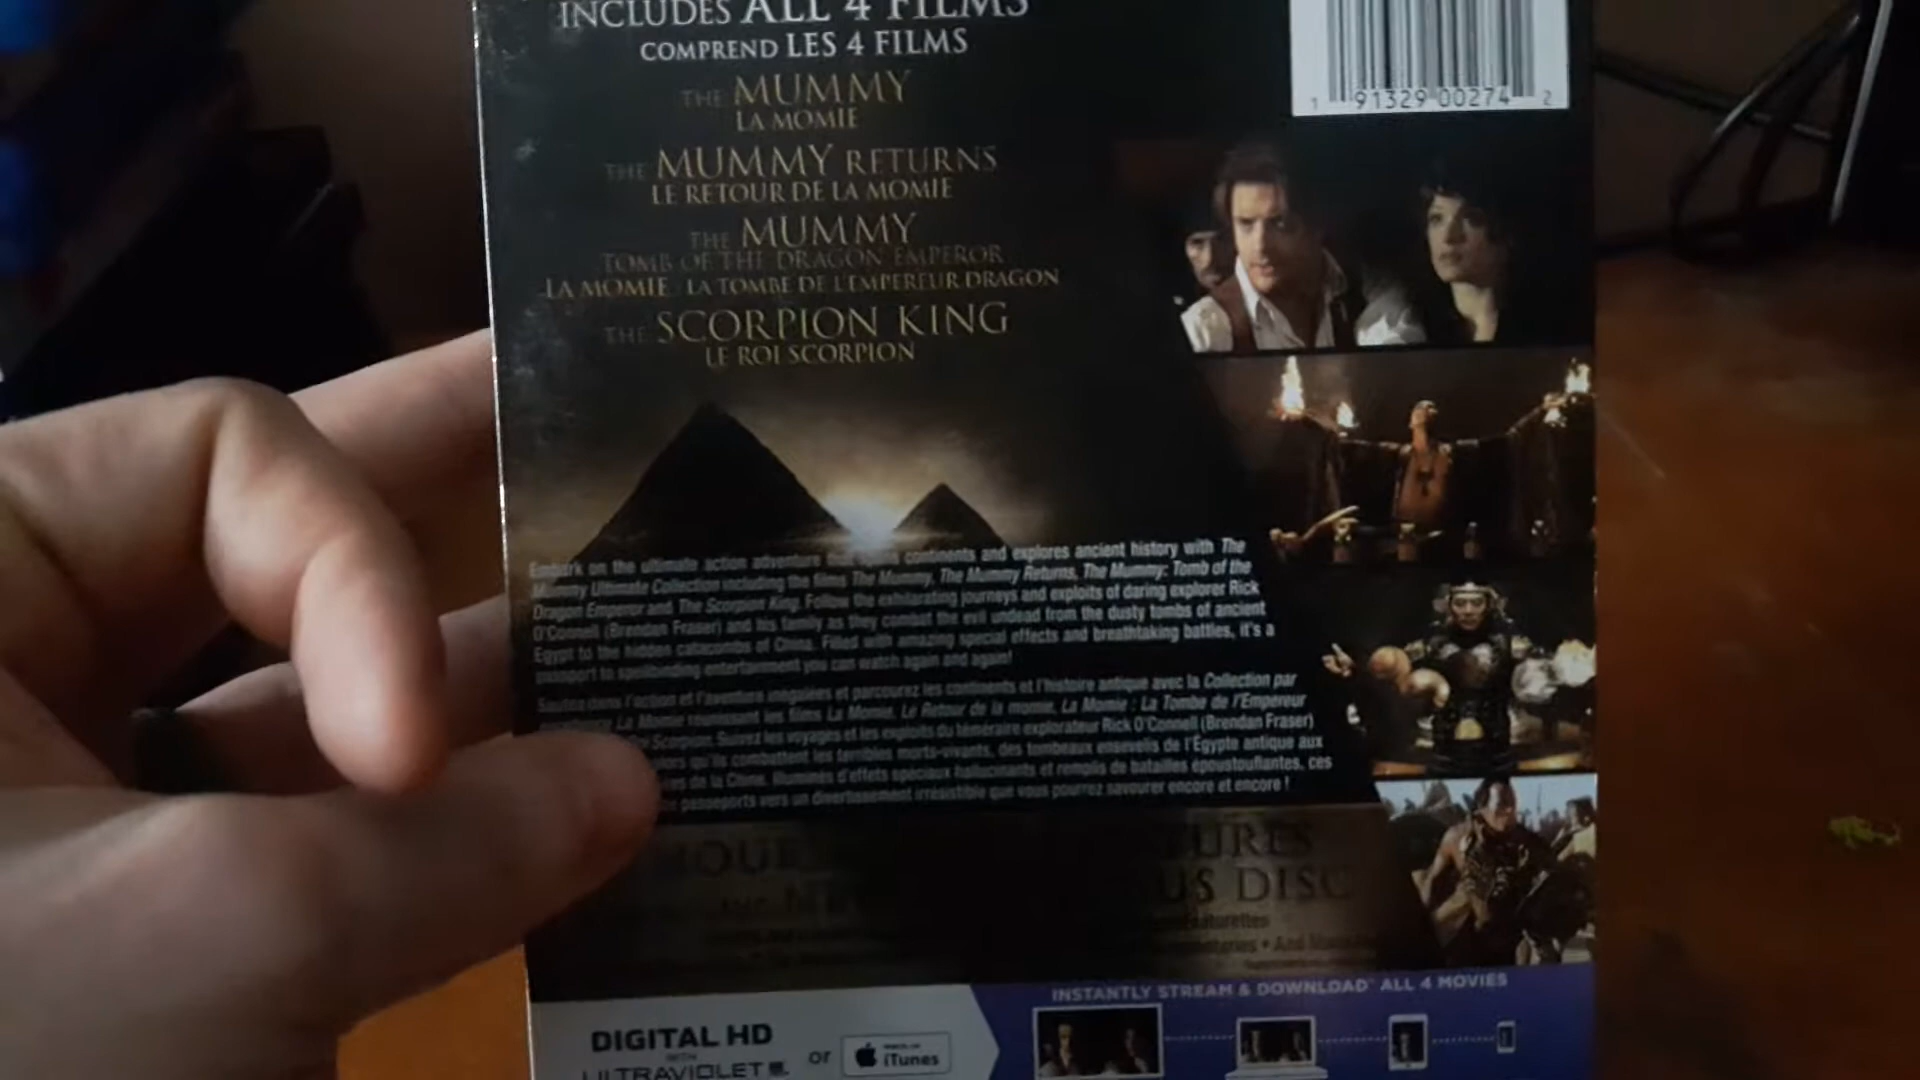 INCLUDES ALL 4 FILMS
COMPREND LES 4 FILMS
THE MUMMY
LA MOMIE
THE MUMMY RETURNS
LE RETOUR DE LA MOMIE
THE MUMMY
TOMB OF THE DRAGON EMPEROR
LA MOMIE : LA TOMBE DE L'EMPEREUR DRAGON
THE SCORPION KING
LE ROI SCORPION
1 91329 00274 2
Embark on the ultimate action adventure continents and explores ancient history with The
Mummy Ultimate Collection including the films The Mummy, The Mummy Returns, The Mummy: Tomb of the
Dragon Emperor and The Scorpion King. Follow the exhilarating journeys and exploits of daring explorer Rick
O'Connell (Brendan Fraser) and his family as they combat the evil undead from the dusty tombs of ancient
Egypt to the hidden catacombs of China. Filled with amazing special effects and breathtaking battles, it's a
passport to spellbinding entertainment you can watch again and again!
Sautez dans l'action et l'aventure inégalées et parcourez les continents et l'histoire antique avec la Collection par
La Momie réunissant les films La Momie, Le Retour de la momie, La Momie : La Tombe de l'Empereur
Scorpion. Suivez les voyages et les exploits du téméraire explorateur Rick O'Connell (Brendan Fraser)
qu'ils combattent les terribles morts-vivants, des tombeaux ensevelis de l'Égypte antique aux
de la Chine. Illuminés d'effets spéciaux hallucinants et remplis de batailles époustouflantes, ces
passeports vers un divertissement irrésistible que vous pourrez savourer encore et encore !
DISC
DIGITAL HD
WITH
ULTRAVIOLET
or
iTunes
INSTANTLY STREAM & DOWNLOAD ALL 4 MOVIES